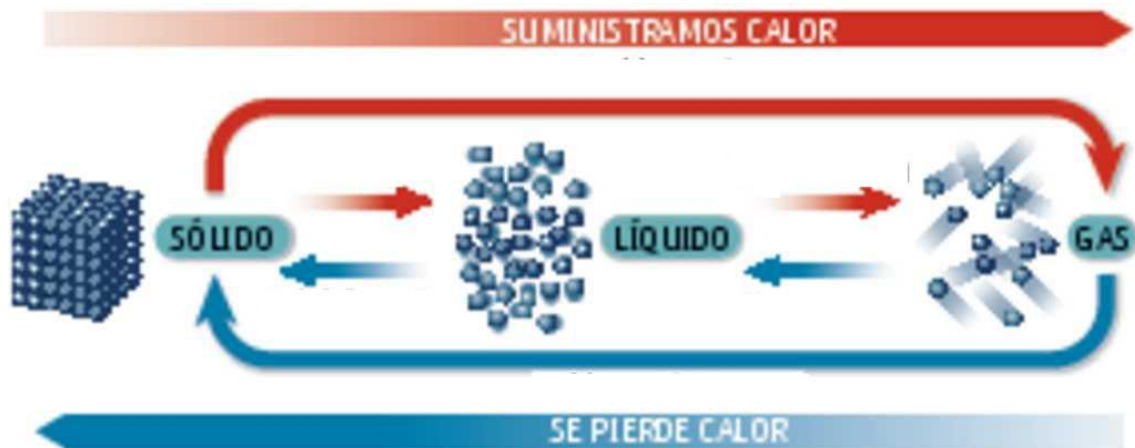 SUMINISTRAMOS CALOR
SÓLIDO
LÍQUIDO
GAS
SE PIERDE CALOR